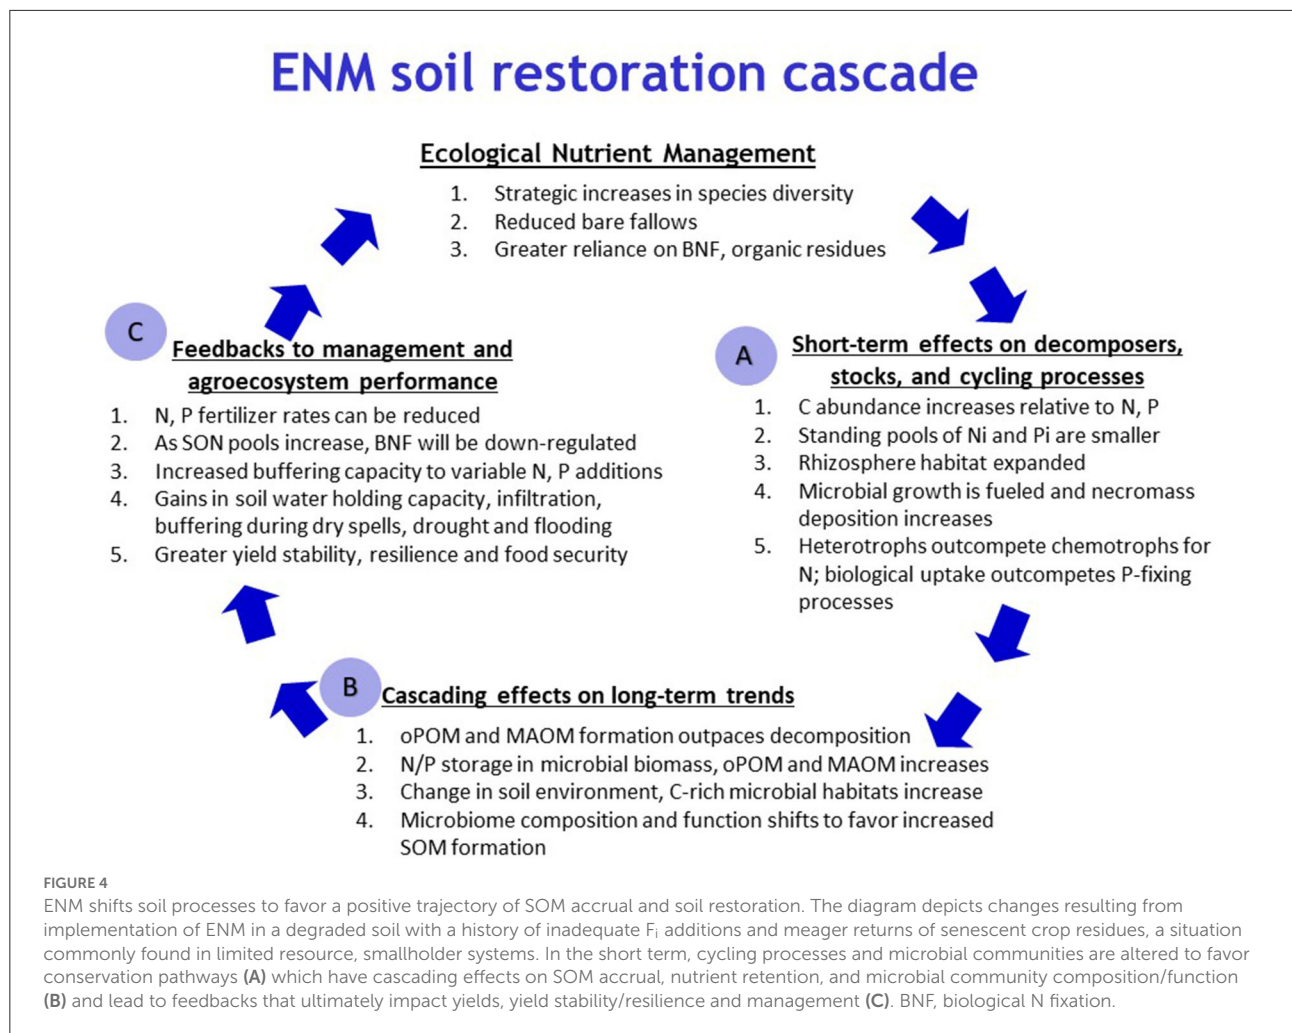 ENM soil restoration cascade
Ecological Nutrient Management
1. Strategic increases in species diversity
2. Reduced bare fallows
3. Greater reliance on BNF, organic residues
A
Short-term effects on decomposers,
stocks, and cycling processes
1. C abundance increases relative to N, P
2. Standing pools of Ni and Pi are smaller
3. Rhizosphere habitat expanded
4. Microbial growth is fueled and necromass
deposition increases
5. Heterotrophs outcompete chemotrophs for
N; biological uptake outcompetes P-fixing
processes
B
Cascading effects on long-term trends
1. oPOM and MAOM formation outpaces decomposition
2. N/P storage in microbial biomass, oPOM and MAOM increases
3. Change in soil environment, C-rich microbial habitats increase
4. Microbiome composition and function shifts to favor increased
SOM formation
C
Feedbacks to management and
agroecosystem performance
1. N, P fertilizer rates can be reduced
2. As SON pools increase, BNF will be down-regulated
3. Increased buffering capacity to variable N, P additions
4. Gains in soil water holding capacity, infiltration,
buffering during dry spells, drought and flooding
5. Greater yield stability, resilience and food security
FIGURE 4
ENM shifts soil processes to favor a positive trajectory of SOM accrual and soil restoration. The diagram depicts changes resulting from
implementation of ENM in a degraded soil with a history of inadequate Fi additions and meager returns of senescent crop residues, a situation
commonly found in limited resource, smallholder systems. In the short term, cycling processes and microbial communities are altered to favor
conservation pathways (A) which have cascading effects on SOM accrual, nutrient retention, and microbial community composition/function
(B) and lead to feedbacks that ultimately impact yields, yield stability/resilience and management (C). BNF, biological N fixation.